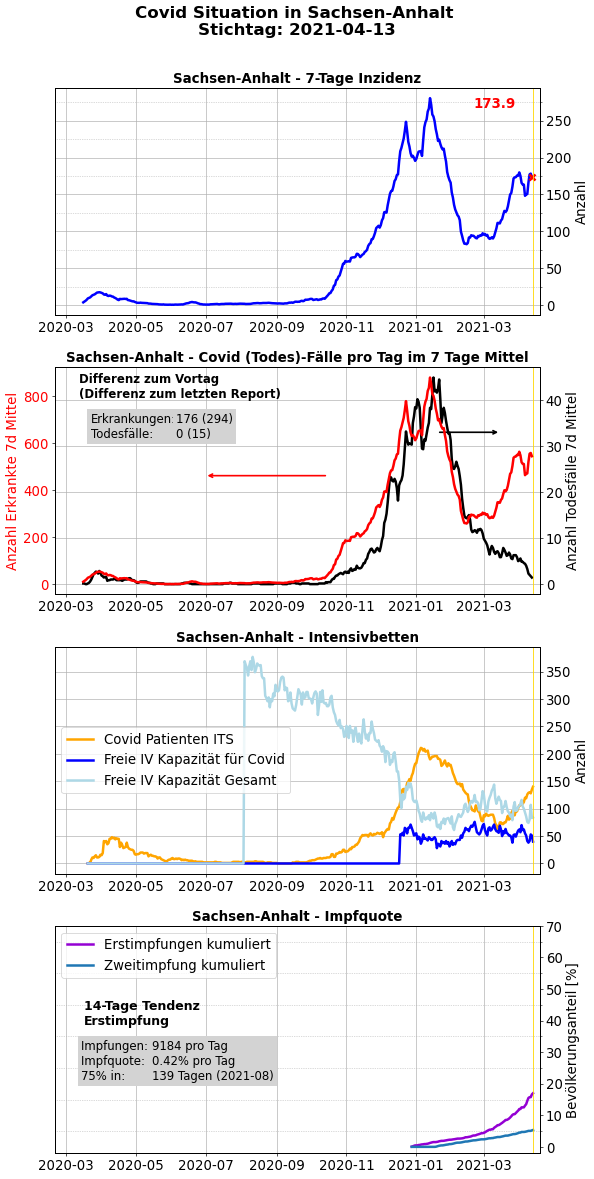 Covid Situation in Sachsen-Anhalt
Stichtag: 2021-04-13
Sachsen-Anhalt - 7-Tage Inzidenz
173.9
250
200
150
100
50
0
Anzahl
2020-03 2020-05 2020-07 2020-09 2020-11 2021-01 2021-03
Sachsen-Anhalt - Covid (Todes)-Fälle pro Tag im 7 Tage Mittel
Differenz zum Vortag
(Differenz zum letzten Report)
Erkrankungen: 176 (294)
Todesfälle: 0 (15)
Anzahl Erkrankte 7d Mittel
800
600
400
200
0
40
30
20
10
0
Anzahl Todesfälle 7d Mittel
2020-03 2020-05 2020-07 2020-09 2020-11 2021-01 2021-03
Sachsen-Anhalt - Intensivbetten
Covid Patienten ITS
Freie IV Kapazität für Covid
Freie IV Kapazität Gesamt
350
300
250
200
150
100
50
0
Anzahl
2020-03 2020-05 2020-07 2020-09 2020-11 2021-01 2021-03
Sachsen-Anhalt - Impfquote
Erstimpfungen kumuliert
Zweitimpfung kumuliert
14-Tage Tendenz
Erstimpfung
Impfungen: 9184 pro Tag
Impfquote: 0.42% pro Tag
75% in: 139 Tagen (2021-08)
70
60
50
40
30
20
10
0
Bevölkerungsanteil [%]
2020-03 2020-05 2020-07 2020-09 2020-11 2021-01 2021-03